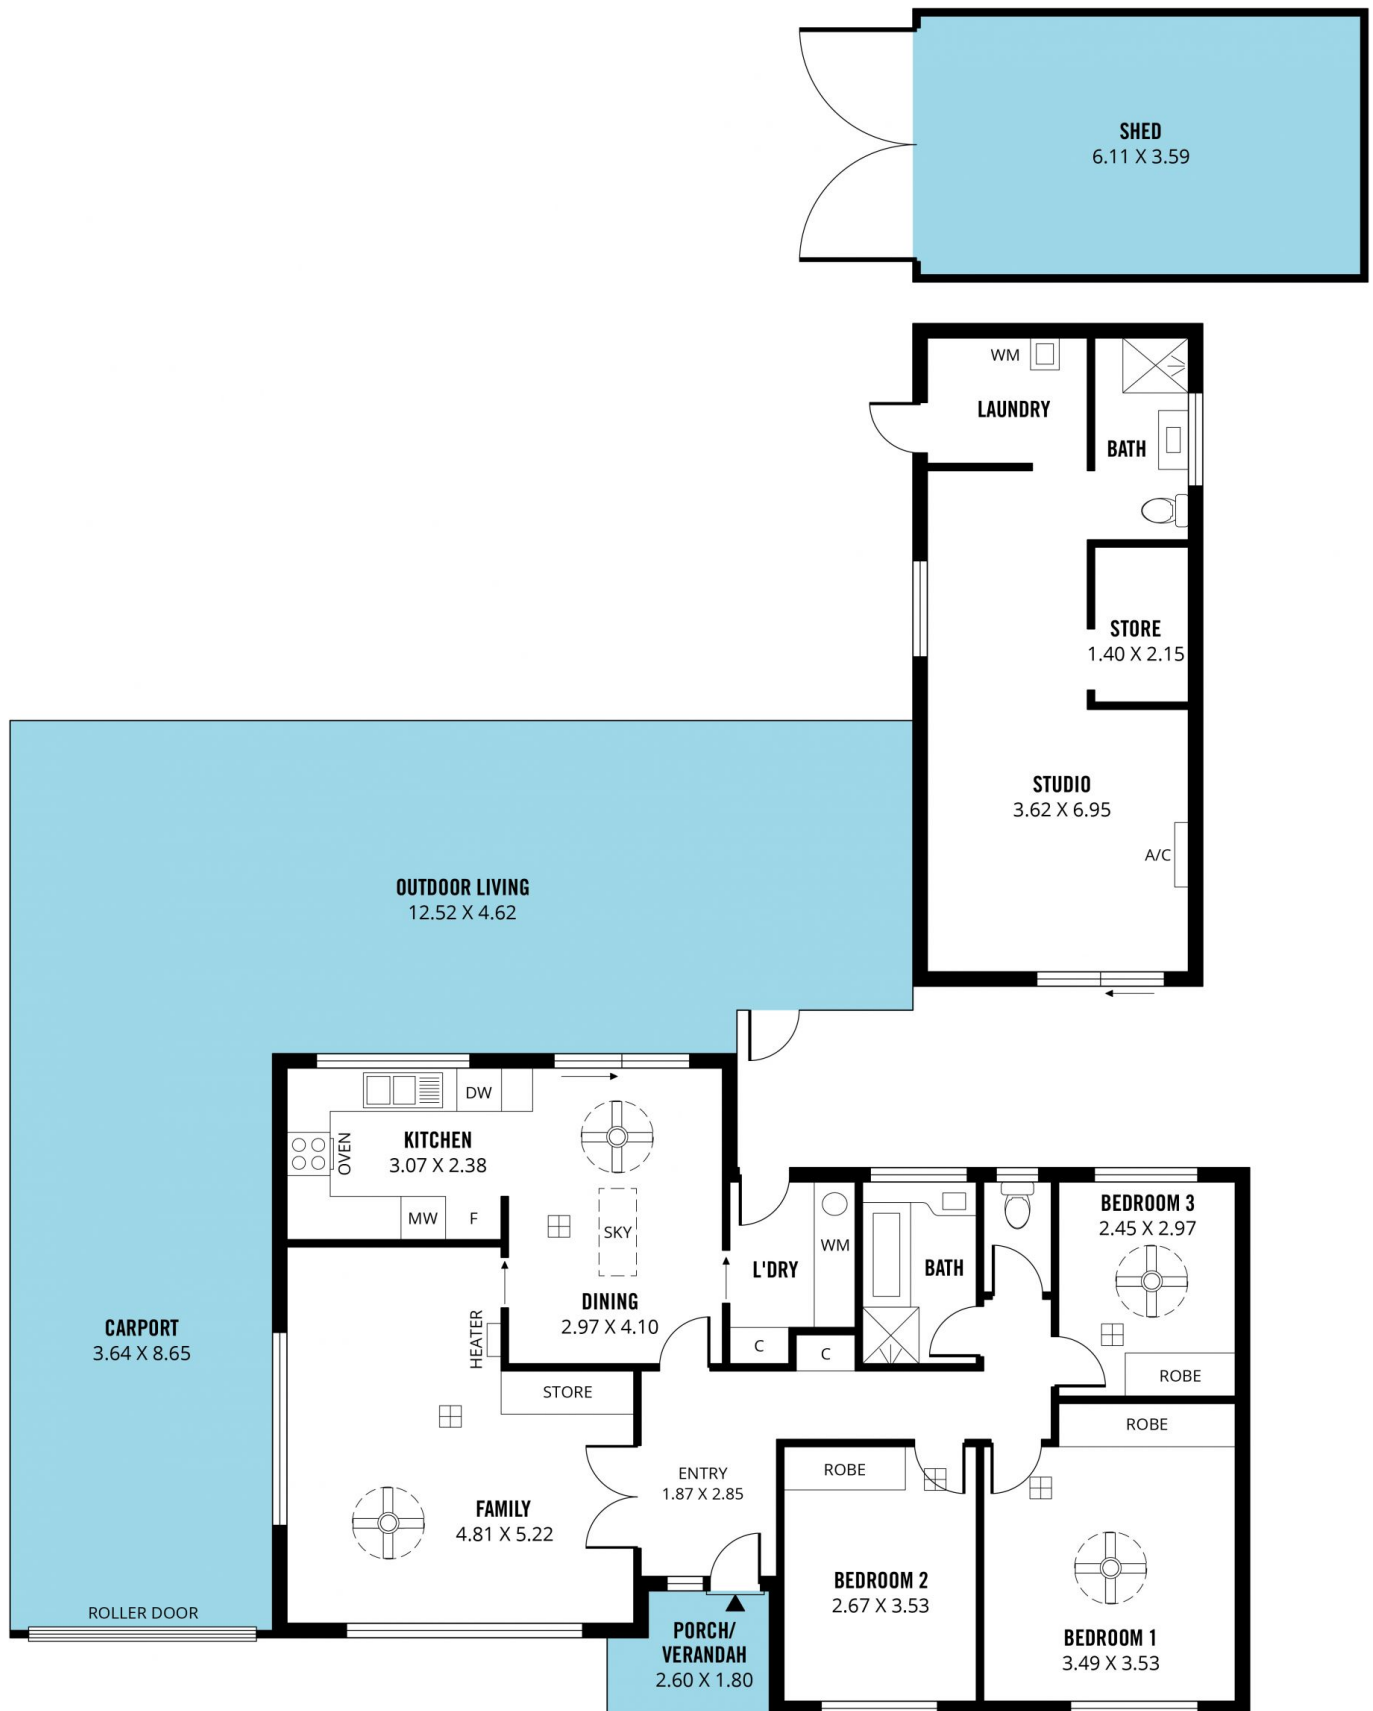 SHED
6.11 X 3.59
WM
LAUNDRY
BATH
STORE
1.40 X 2.15
STUDIO
3.62 X 6.95
A/C
OUTDOOR LIVING
12.52 X 4.62
DW
OVEN
KITCHEN
3.07 X 2.38
MW
F
SKY
DINING
2.97 X 4.10
HEATER
WM
L'DRY
C
C
BATH
BEDROOM 3
2.45 X 2.97
ROBE
CARPORT
3.64 X 8.65
STORE
ROBE
ROBE
ENTRY
1.87 X 2.85
FAMILY
4.81 X 5.22
BEDROOM 2
2.67 X 3.53
BEDROOM 1
3.49 X 3.53
ROLLER DOOR
PORCH/
VERANDAH
2.60 X 1.80